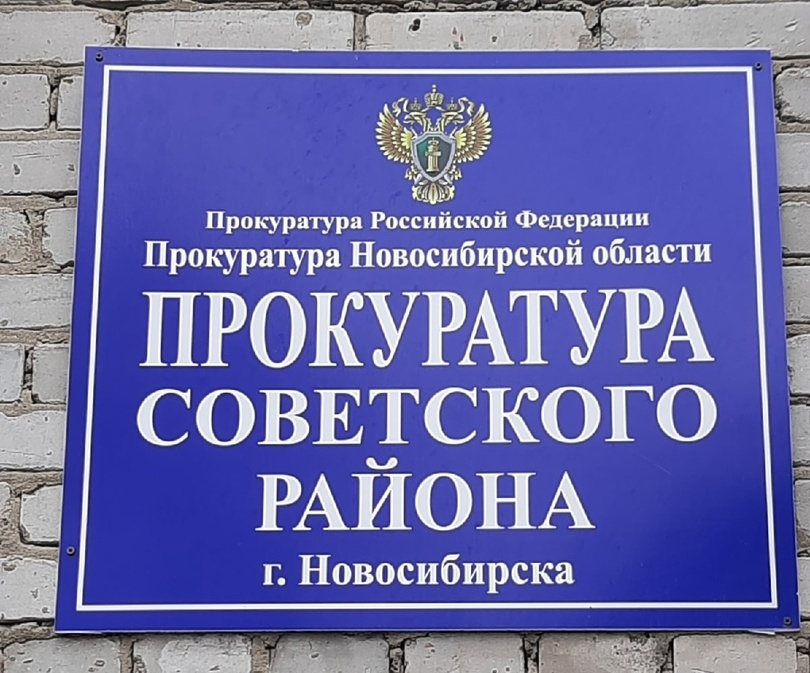 Прокуратура Российской Федерации
Прокуратура Новосибирской области
ПРОКУРАТУРА
СОВЕТСКОГО
РАЙОНА
г. Новосибирска